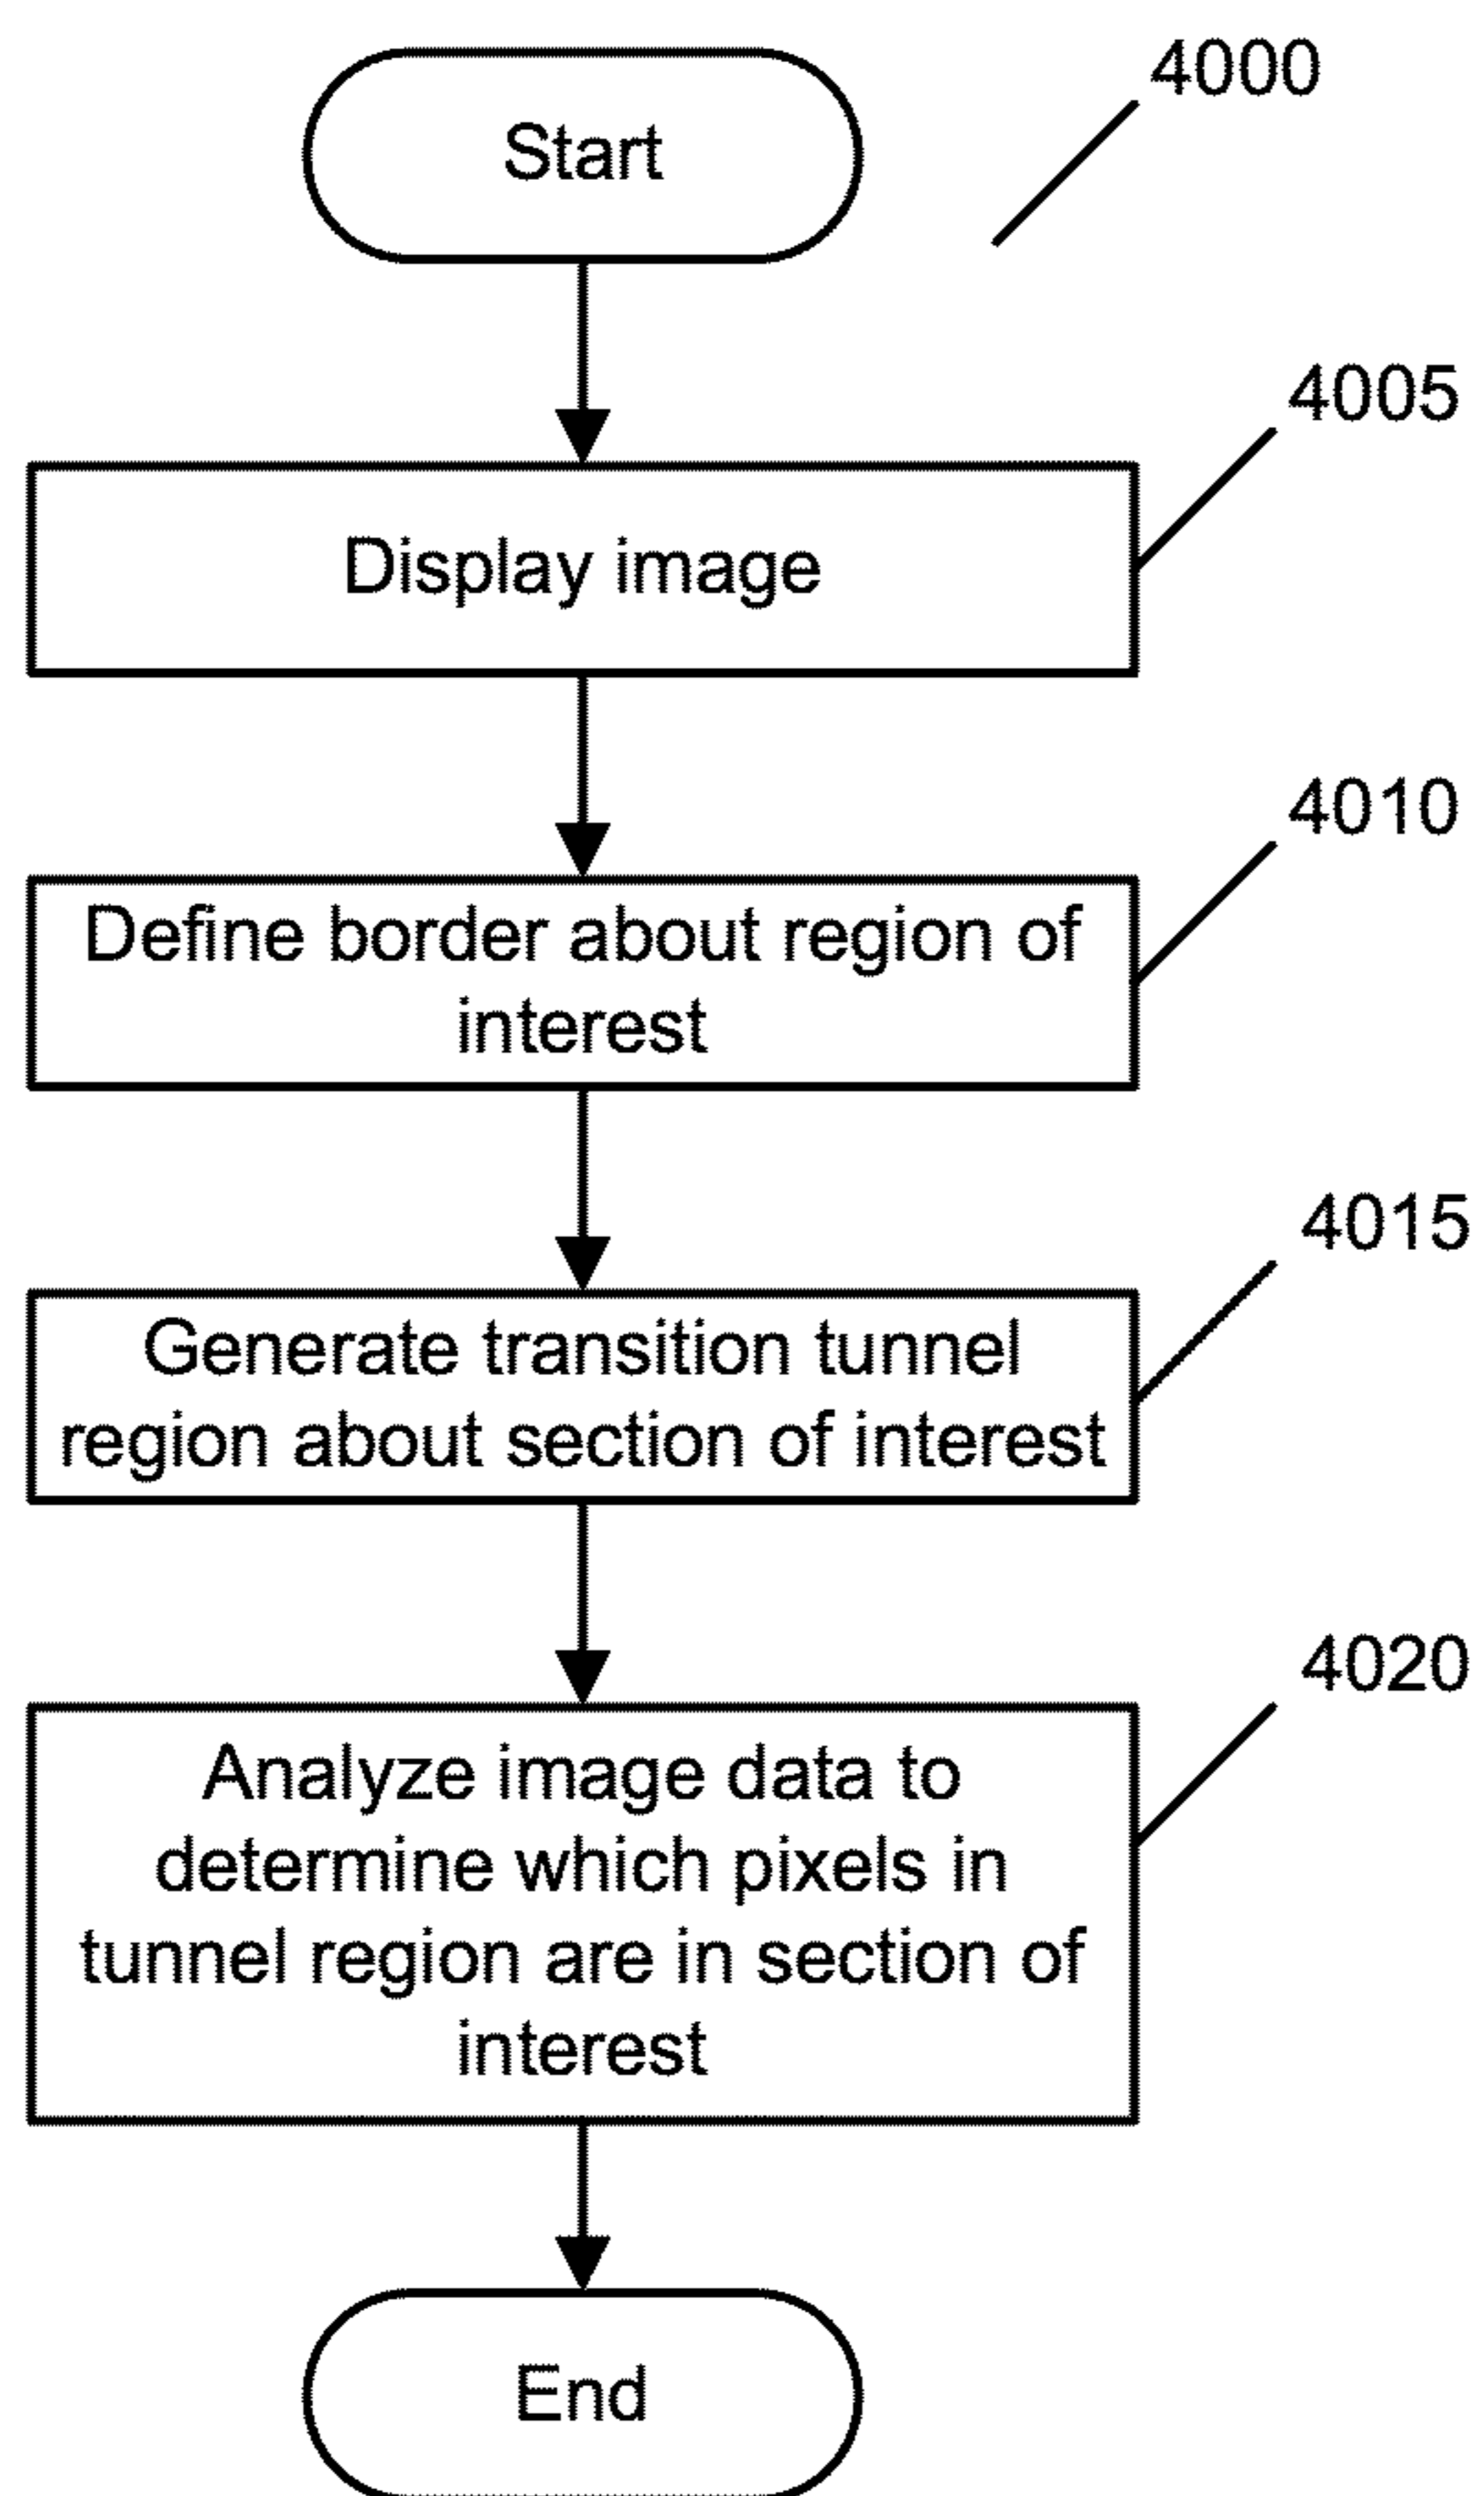 4000
Start
4005
Display image
4010
Define border about region of
interest
4015
Generate transition tunnel
region about section of interest
4020
Analyze image data to
determine which pixels in
tunnel region are in section of
interest
End